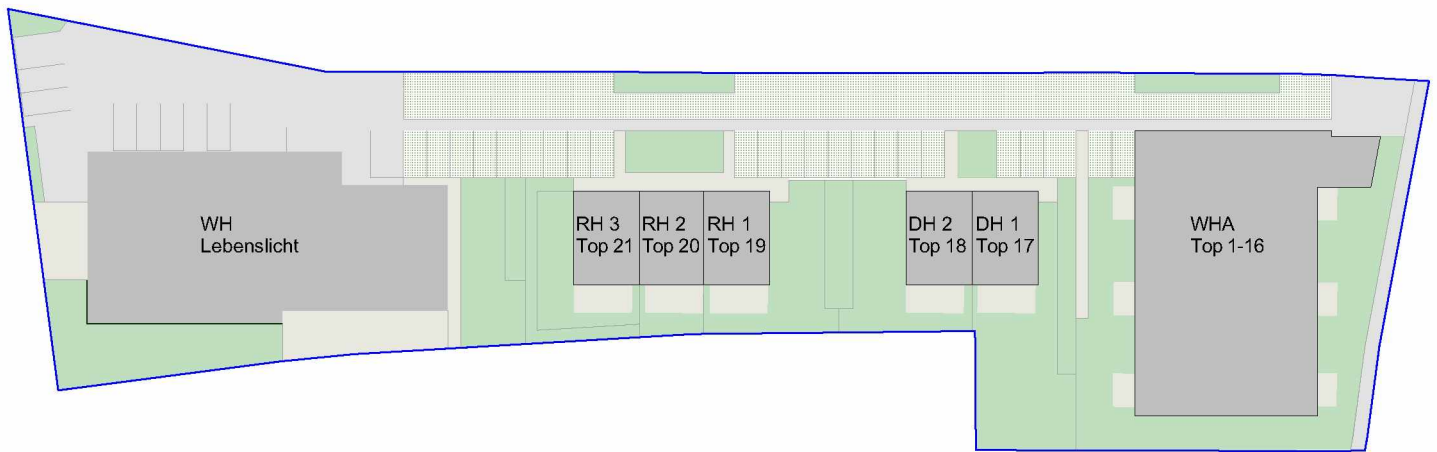 WH
Lebenslicht
RH 3
Top 21
RH 2
Top 20
RH 1
Top 19
DH 2
Top 18
DH 1
Top 17
WHA
Top 1-16